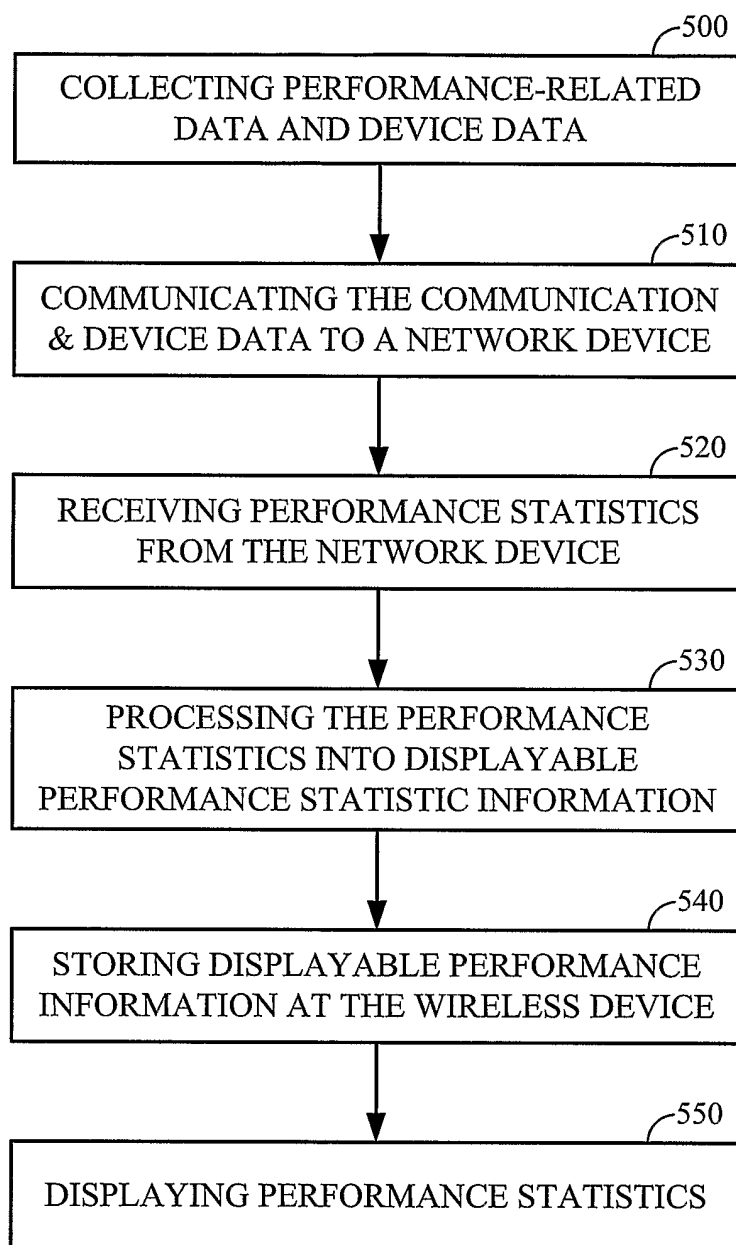 500
COLLECTING PERFORMANCE-RELATED
DATA AND DEVICE DATA
510
COMMUNICATING THE COMMUNICATION
& DEVICE DATA TO A NETWORK DEVICE
520
RECEIVING PERFORMANCE STATISTICS
FROM THE NETWORK DEVICE
530
PROCESSING THE PERFORMANCE
STATISTICS INTO DISPLAYABLE
PERFORMANCE STATISTIC INFORMATION
540
STORING DISPLAYABLE PERFORMANCE
INFORMATION AT THE WIRELESS DEVICE
550
DISPLAYING PERFORMANCE STATISTICS